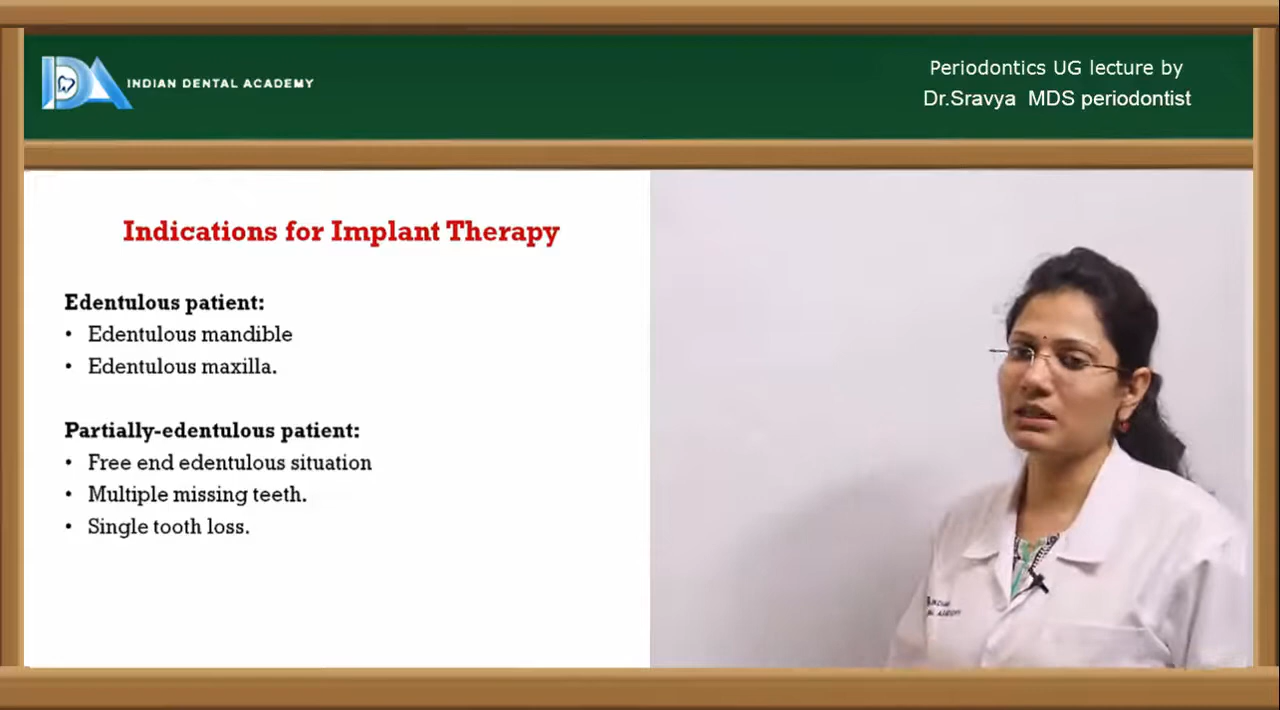 INDIAN DENTAL ACADEMY
Periodontics UG lecture by
Dr.Sravya MDS periodontist
Indications for Implant Therapy
Edentulous patient:
• Edentulous mandible
• Edentulous maxilla.
Partially-edentulous patient:
• Free end edentulous situation
• Multiple missing teeth.
• Single tooth loss.